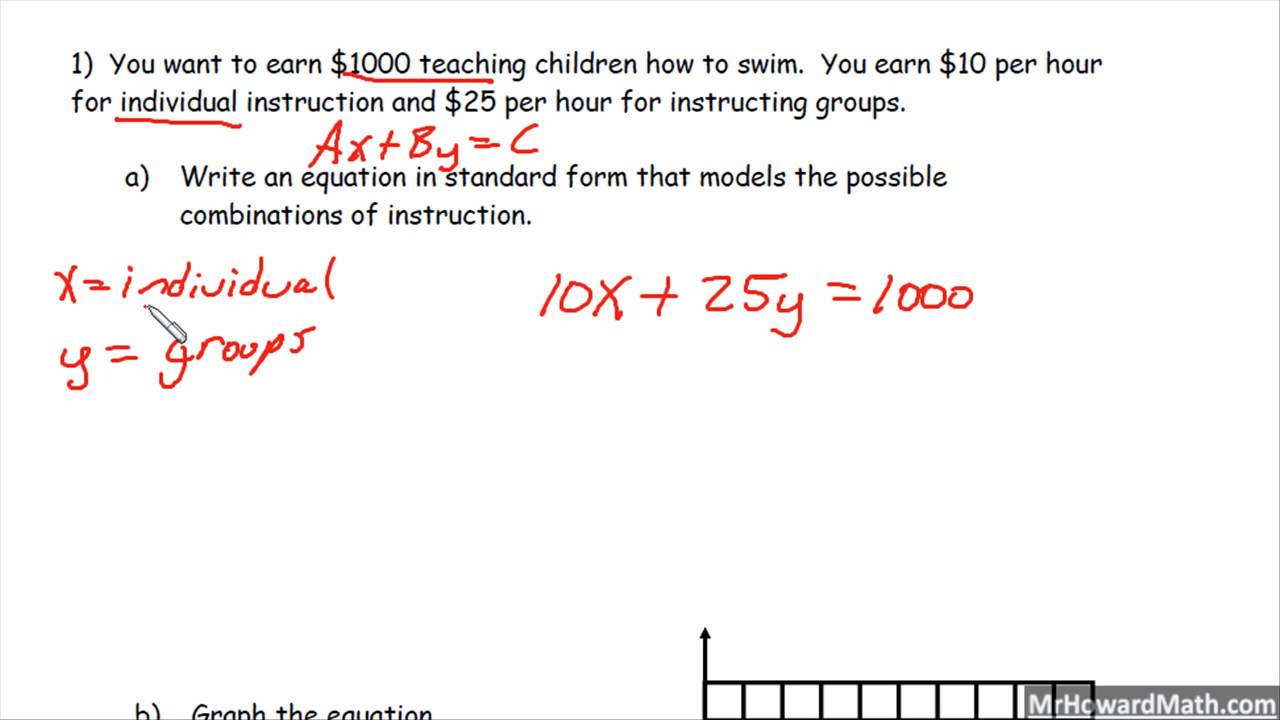 1) You want to earn $1000 teaching children how to swim. You earn $10 per hour
for individual instruction and $25 per hour for instructing groups.
Ax+By=C
a) Write an equation in standard form that models the possible
combinations of instruction.
x=individual
10x+25y=1000
y=groups
MrHowardMath.com
b) Graph the equation